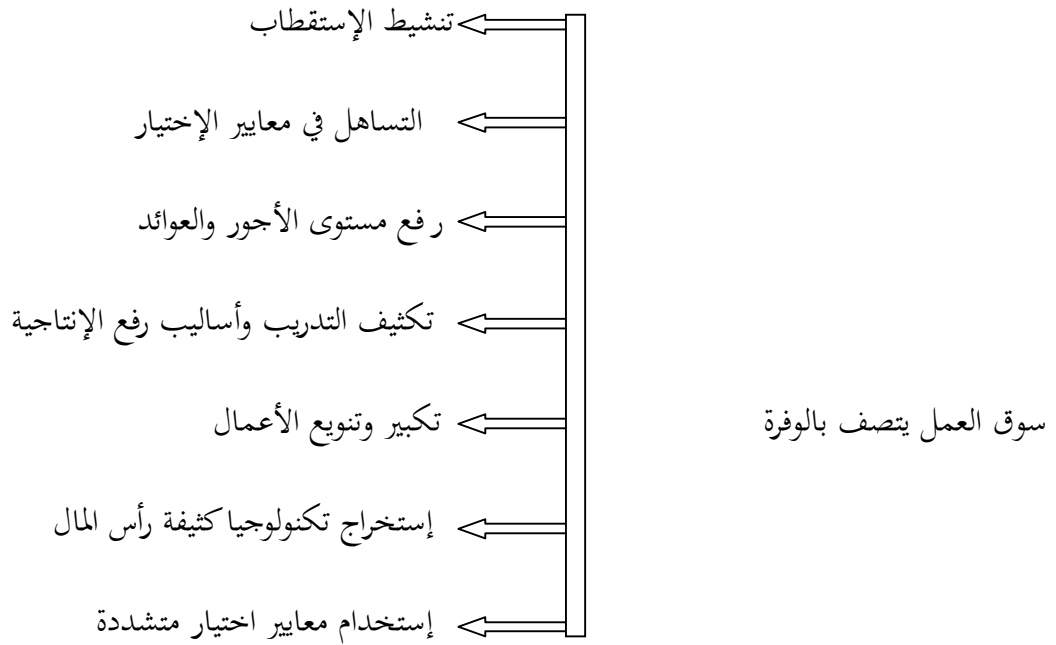 تنشيط الإستقطاب
التساهل في معايير الإختيار
ر فع مستوى الأجور والعوائد
تكثيف التدريب وأساليب رفع الإنتاجية
سوق العمل يتصف بالوفرة
تكبير وتنويع الأعمال
إستخراج تكنولوجيا كثيفة رأس المال
إستخدام معايير اختيار متشددة